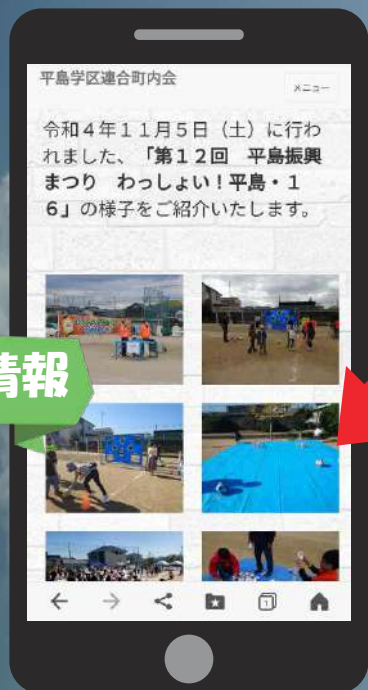 平島学区連合町内会
メニュー
令和４年１１月５日（土）に行わ
れました、「第１２回　平島振興
まつり　わっしょい！平島・１
６」の様子をご紹介いたします。
情報
1